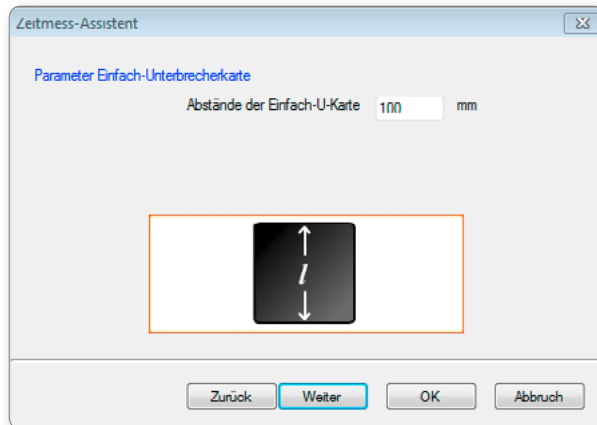 Zeitmess-Assistent
Parameter Einfach-Unterbrecherkarte
Abstände der Einfach-U-Karte 100 mm
l
Zurück Weiter OK Abbruch